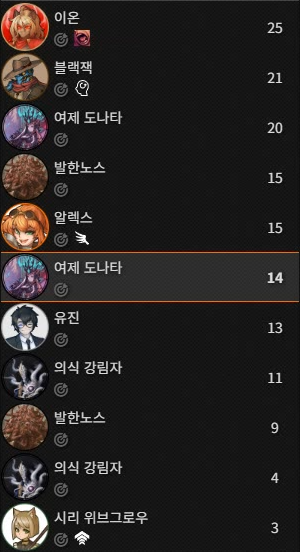 이온
25
블랙잭
21
여제 도나타
20
발한노스
15
알렉스
15
여제 도나타
14
유진
13
의식 강림자
11
발한노스
9
의식 강림자
4
시리 위브그로우
3